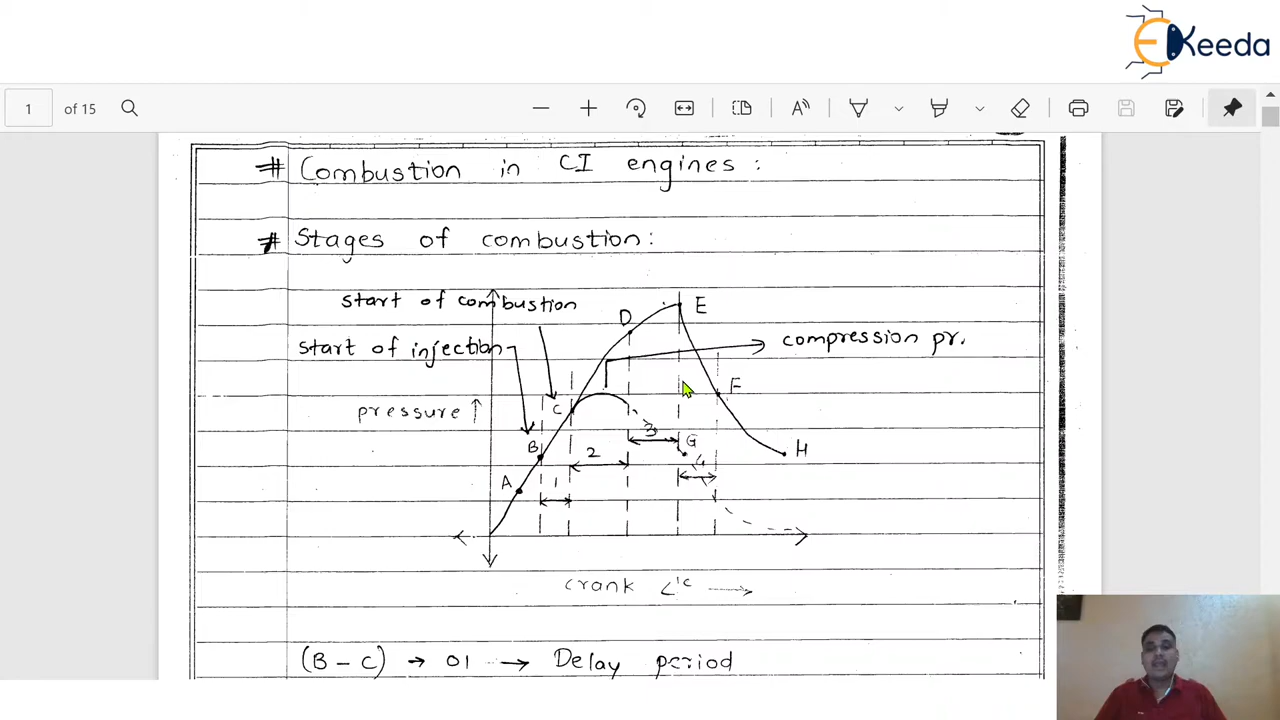 EKeeda
1 of 15
# Combustion in CI engines :
# Stages of combustion :
start of combustion
E
D
start of injection
compression pr.
F
pressure ↑
C
3
B
G
H
2
4
A
1
crank ∠'c →
(B - C) → 01 → Delay period